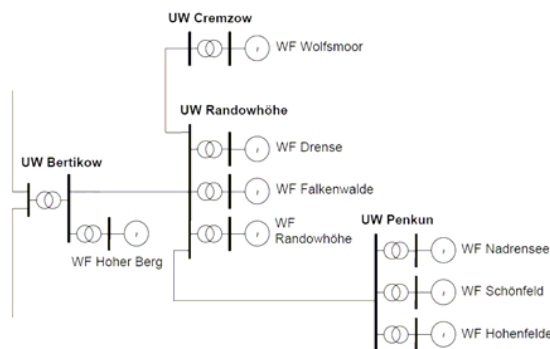 UW Cremzow
WF Wolfsmoor
UW Randowhöhe
WF Drense
UW Bertikow
WF Falkenwalde
WF
Randowhöhe
UW Penkun
WF Hoher Berg
WF Nadrensee
WF Schönfeld
WF Hohenfelde